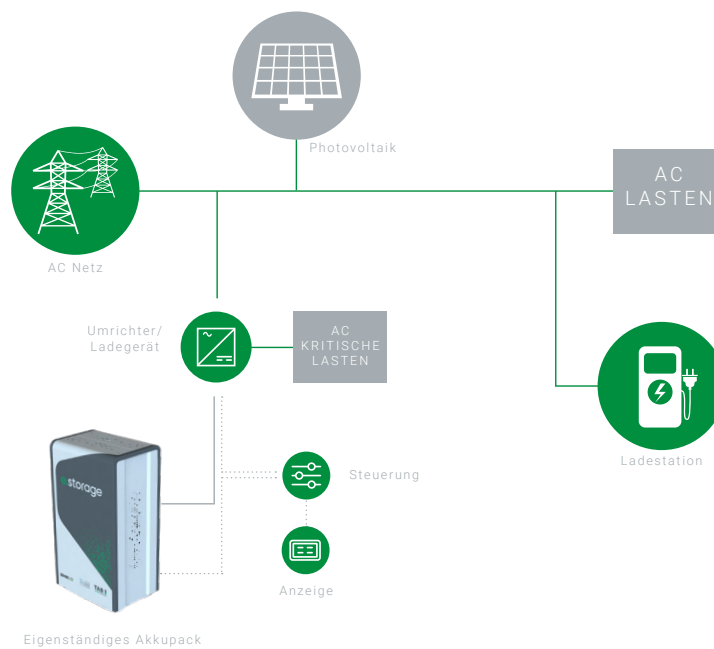 Photovoltaik
AC
LASTEN
AC Netz
Umrichter/
Ladegerät
AC
KRITISCHE
LASTEN
Ladestation
Steuerung
e.storage
Anzeige
Eigenständiges Akkupack